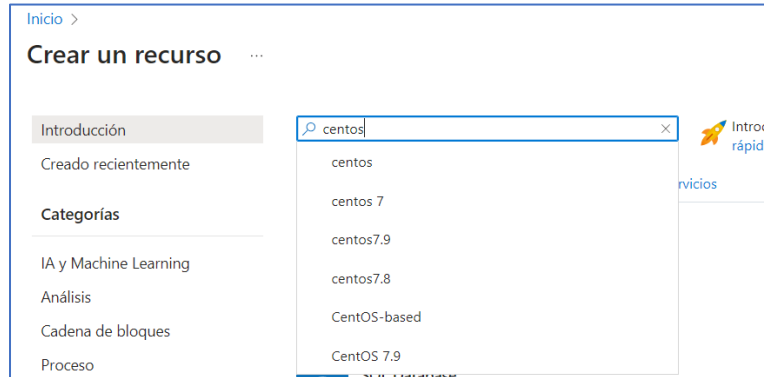 Inicio >
Crear un recurso ...
Introducción
Creado recientemente
Categorías
IA y Machine Learning
Análisis
Cadena de bloques
Proceso
centos
centos
centos 7
centos7.9
centos7.8
CentOS-based
CentOS 7.9